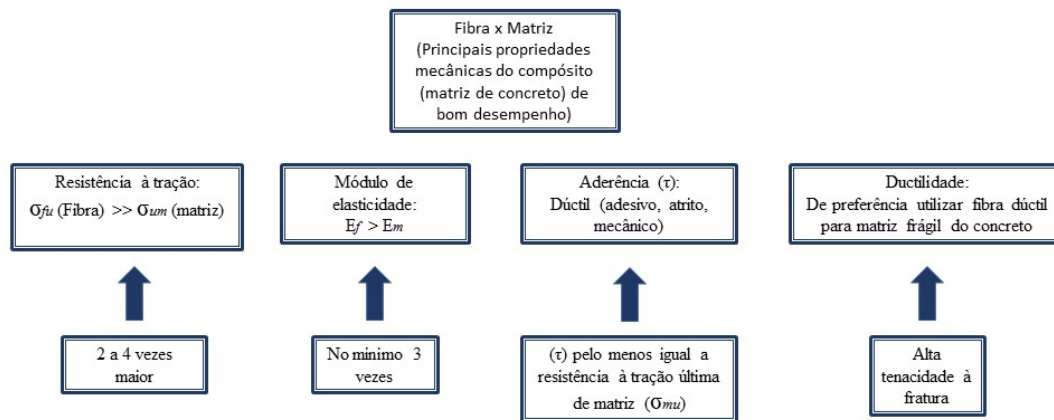 Fibra x Matriz
(Principais propriedades
mecânicas do compósito
(matriz de concreto) de
bom desempenho)
Resistência à tração:
σfu (Fibra) >> σum (matriz)
Módulo de
elasticidade:
Ef > Em
Aderência (τ):
Dúctil (adesivo, atrito,
mecânico)
Ductilidade:
De preferência utilizar fibra dúctil
para matriz frágil do concreto
2 a 4 vezes
maior
No mínimo 3
vezes
(τ) pelo menos igual a
resistência à tração última
de matriz (σmu)
Alta
tenacidade à
fratura